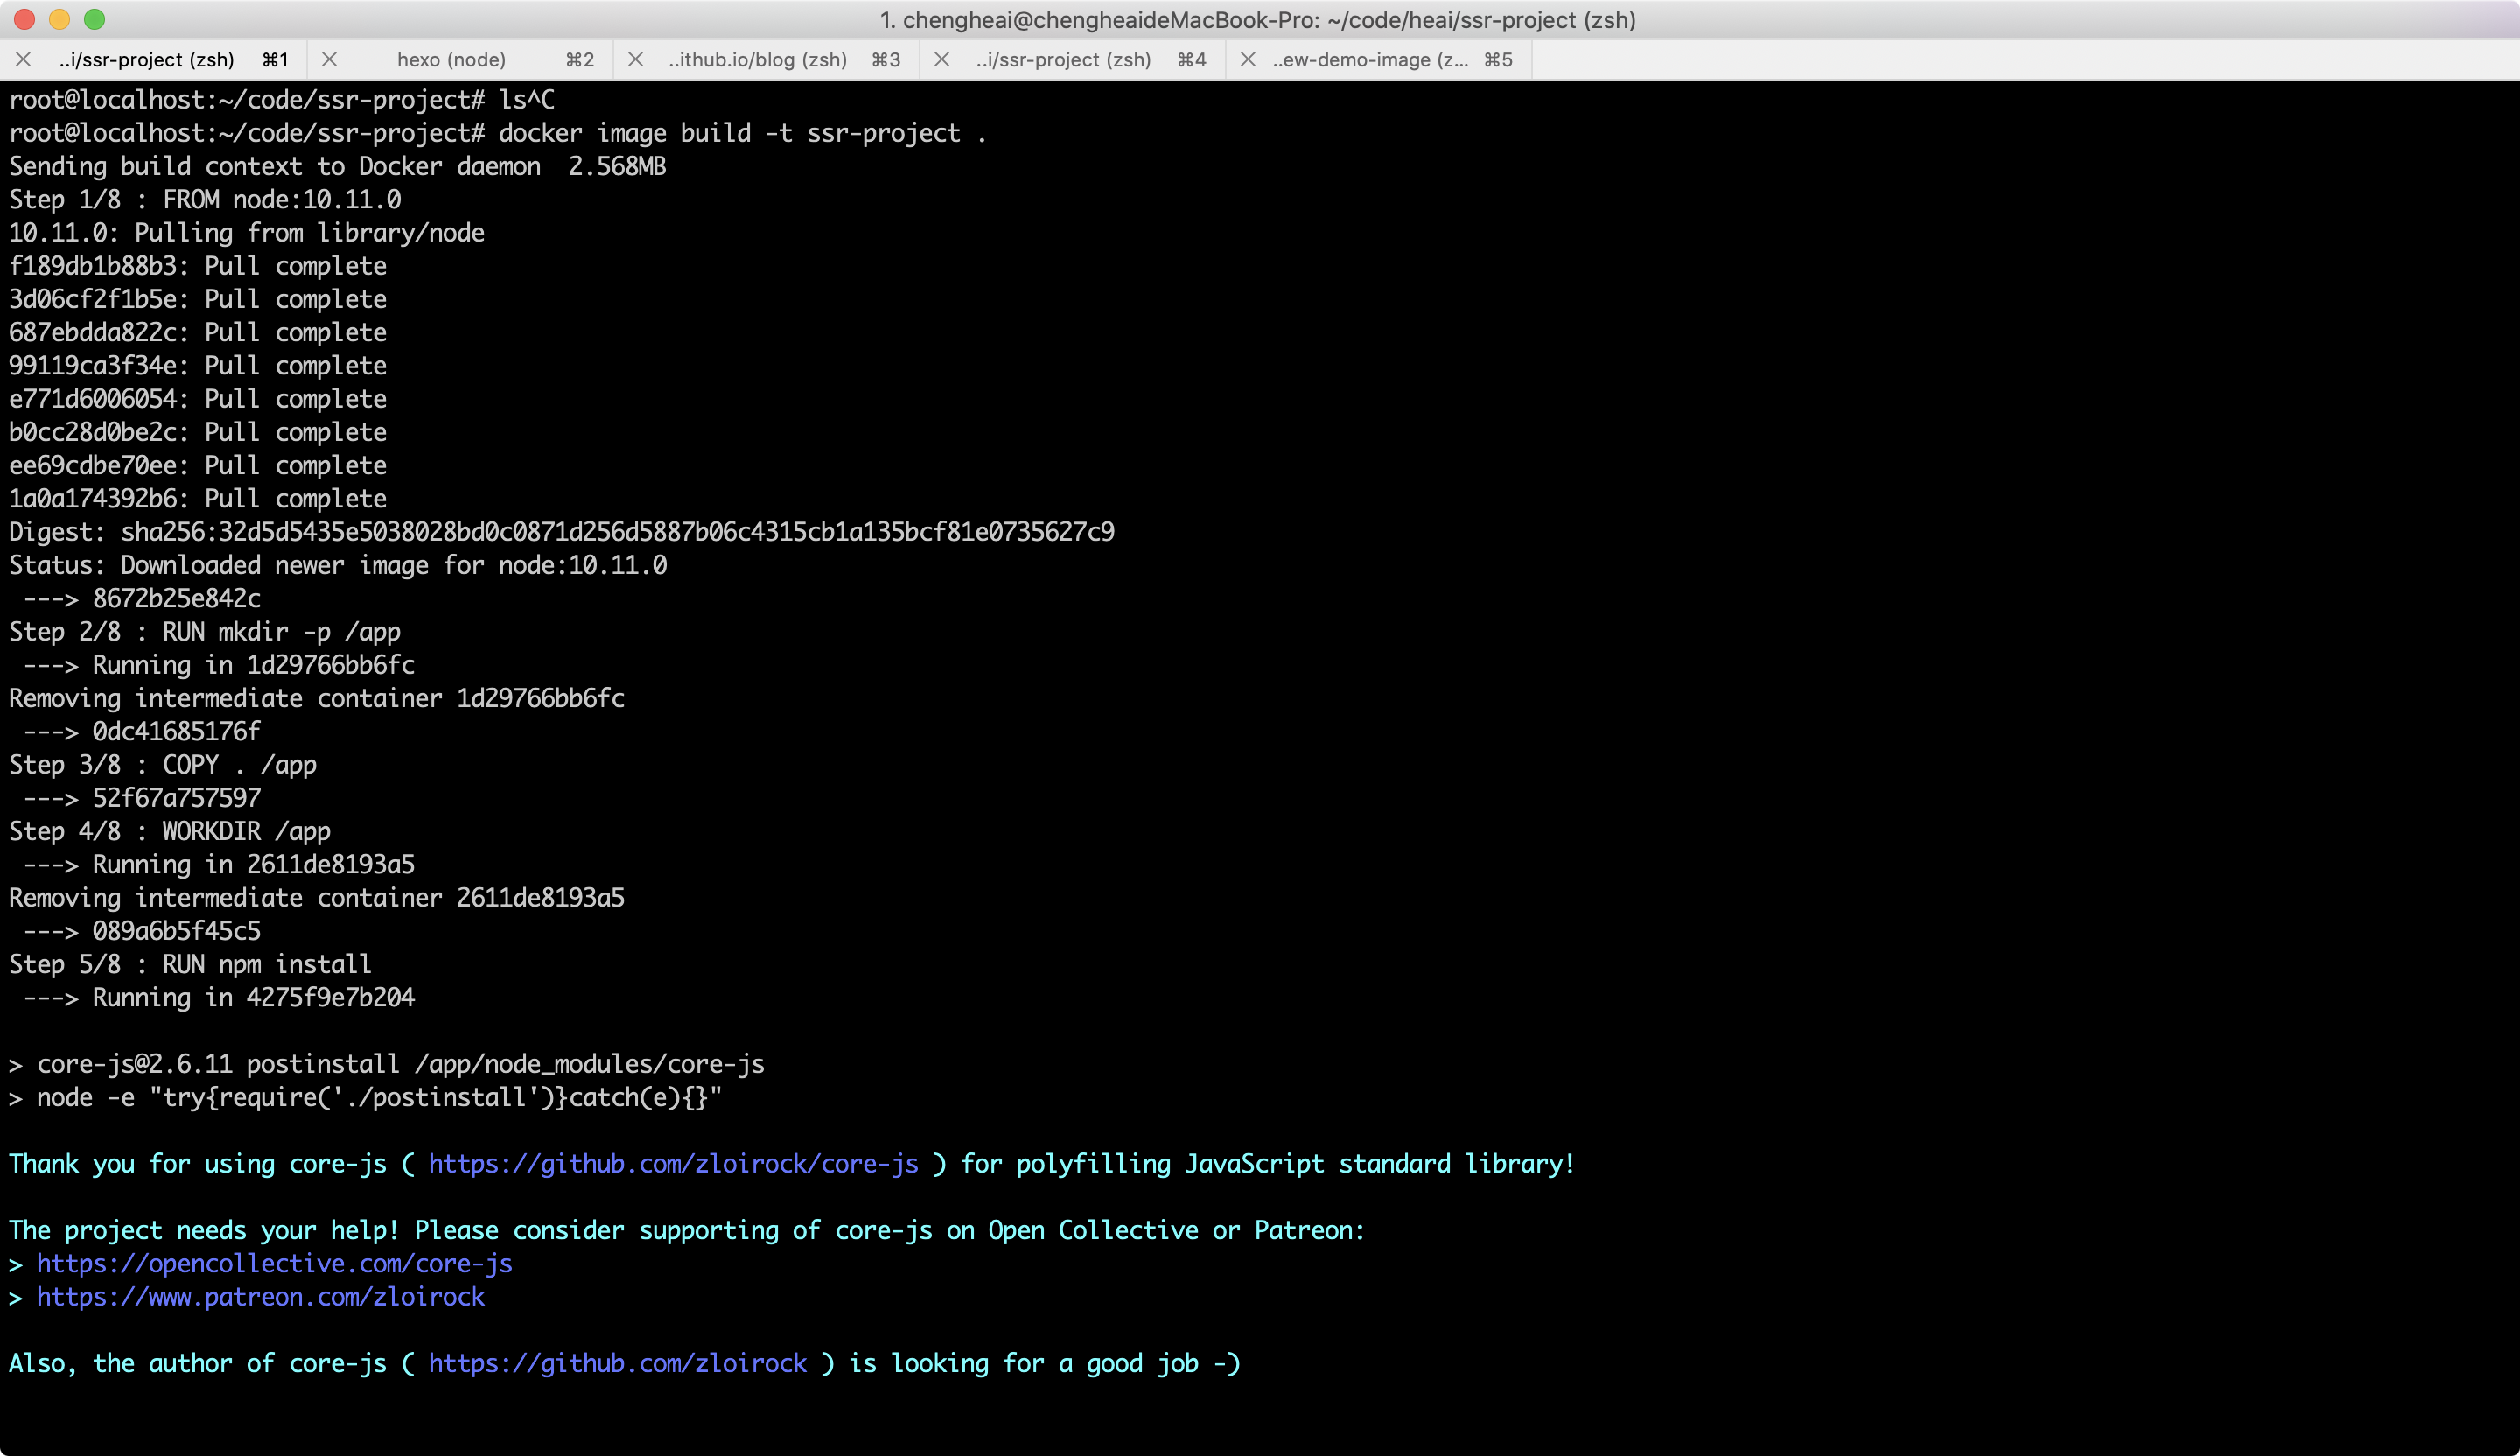 1. chengheai@chengheaideMacBook-Pro: ~/code/heai/ssr-project (zsh)
..i/ssr-project (zsh) ⌘1 hexo (node) ⌘2 ..ithub.io/blog (zsh) ⌘3 ..i/ssr-project (zsh) ⌘4 ..ew-demo-image (z... ⌘5
root@localhost:~/code/ssr-project# ls^C
root@localhost:~/code/ssr-project# docker image build -t ssr-project .
Sending build context to Docker daemon  2.568MB
Step 1/8 : FROM node:10.11.0
10.11.0: Pulling from library/node
f189db1b88b3: Pull complete
3d06cf2f1b5e: Pull complete
687ebdda822c: Pull complete
99119ca3f34e: Pull complete
e771d6006054: Pull complete
b0cc28d0be2c: Pull complete
ee69cdbe70ee: Pull complete
1a0a174392b6: Pull complete
Digest: sha256:32d5d5435e5038028bd0c0871d256d5887b06c4315cb1a135bcf81e0735627c9
Status: Downloaded newer image for node:10.11.0
 ---> 8672b25e842c
Step 2/8 : RUN mkdir -p /app
 ---> Running in 1d29766bb6fc
Removing intermediate container 1d29766bb6fc
 ---> 0dc41685176f
Step 3/8 : COPY . /app
 ---> 52f67a757597
Step 4/8 : WORKDIR /app
 ---> Running in 2611de8193a5
Removing intermediate container 2611de8193a5
 ---> 089a6b5f45c5
Step 5/8 : RUN npm install
 ---> Running in 4275f9e7b204
> core-js@2.6.11 postinstall /app/node_modules/core-js
> node -e "try{require('./postinstall')}catch(e){}"
Thank you for using core-js ( https://github.com/zloirock/core-js ) for polyfilling JavaScript standard library!
The project needs your help! Please consider supporting of core-js on Open Collective or Patreon:
> https://opencollective.com/core-js
> https://www.patreon.com/zloirock
Also, the author of core-js ( https://github.com/zloirock ) is looking for a good job -)